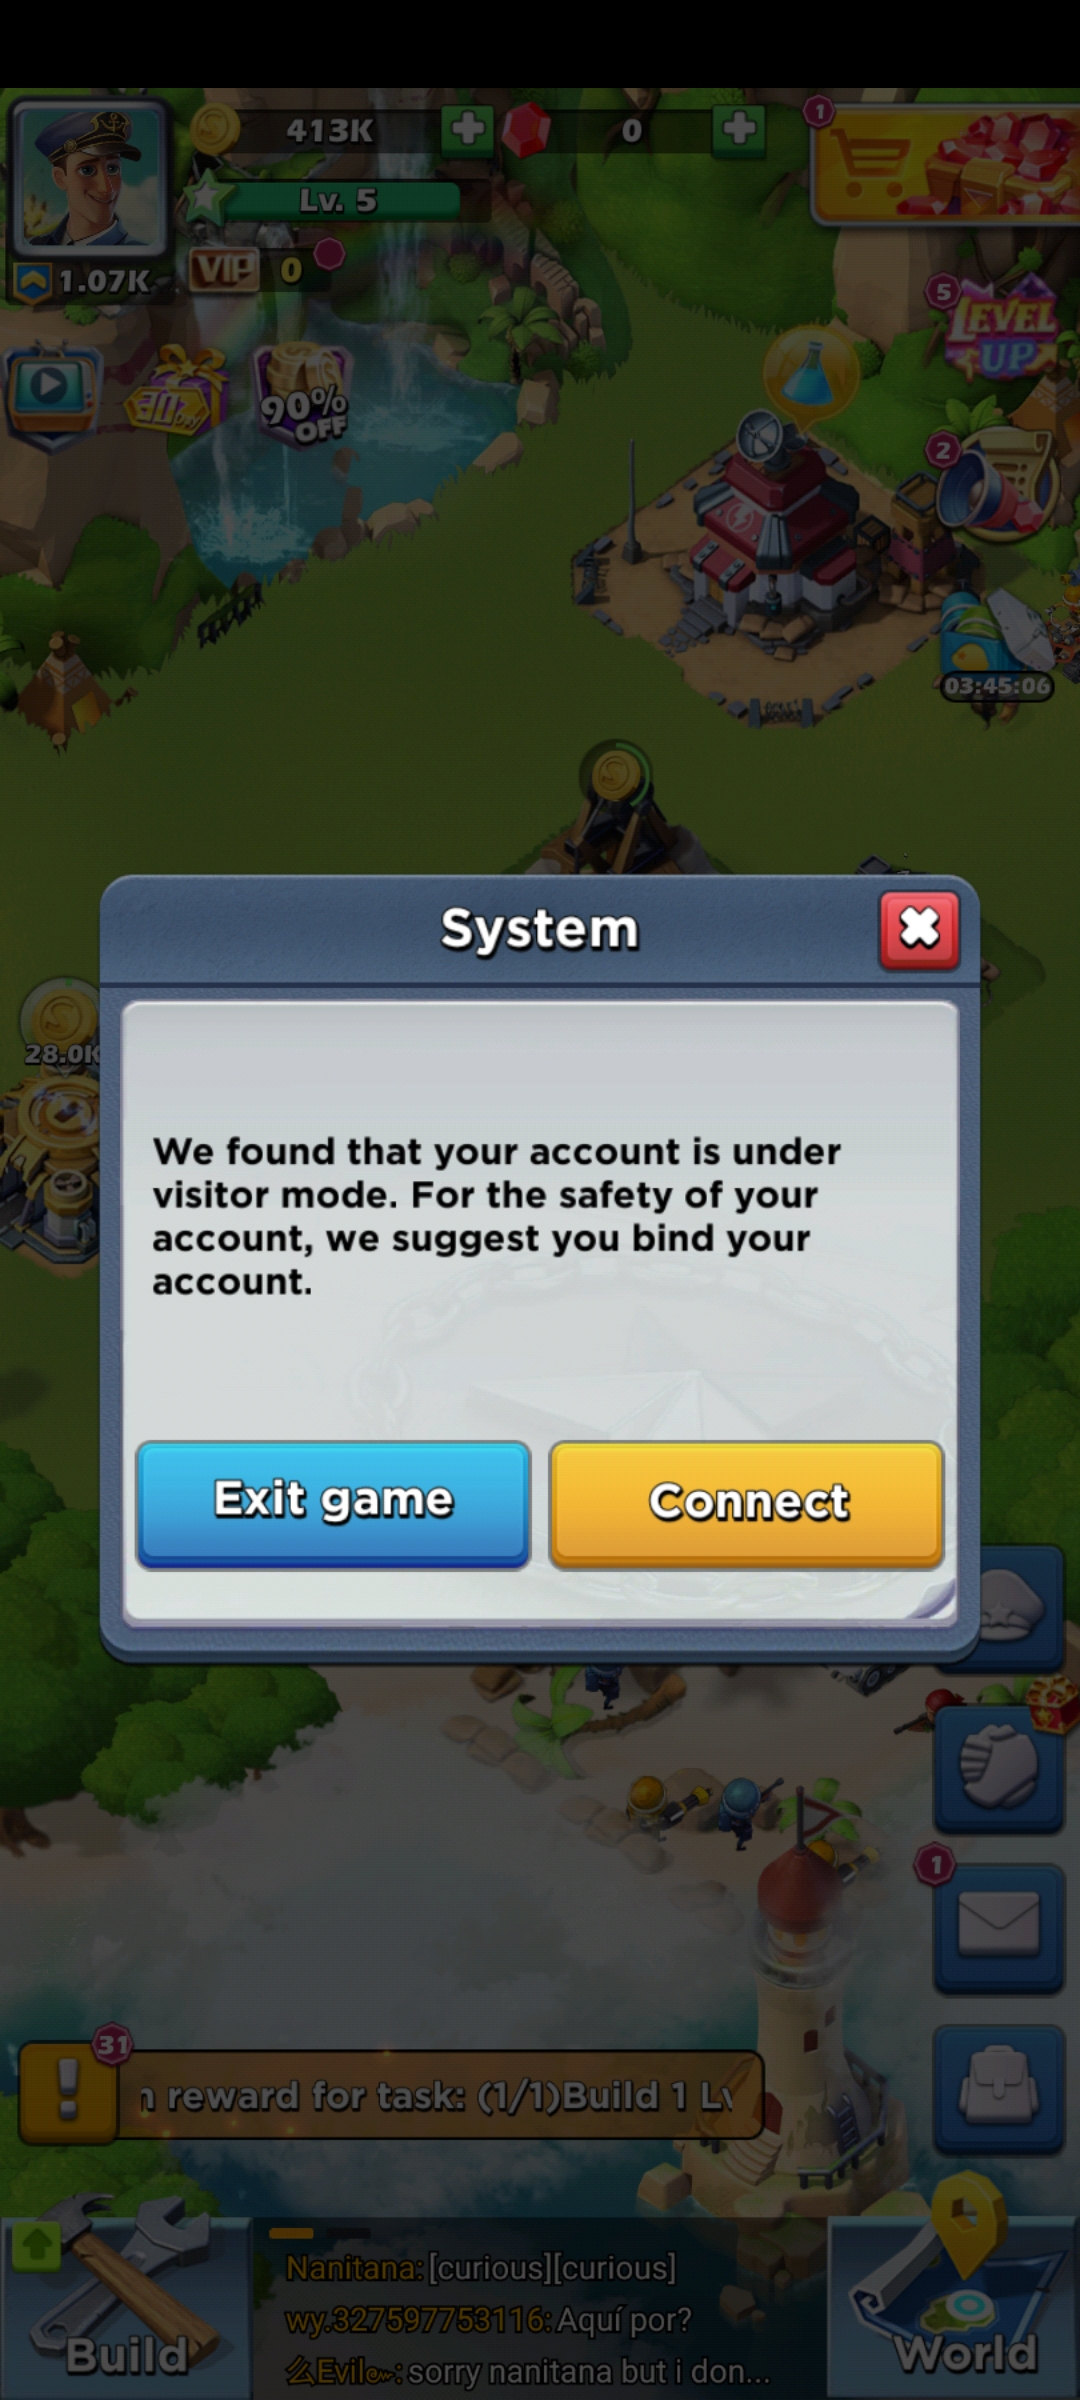 413K
0
1
Lv. 5
1.07K
VIP 0
5
LEVEL
UP
30
DAY
90%
OFF
2
03:45:06
System
28.0K
We found that your account is under
visitor mode. For the safety of your
account, we suggest you bind your
account.
Exit game
Connect
1
31
reward for task: (1/1)Build 1 Lv
Nanitana: [curious][curious]
wy.327597753116: Aquí por?
Build
World
么Evil: sorry nanitana but i don...